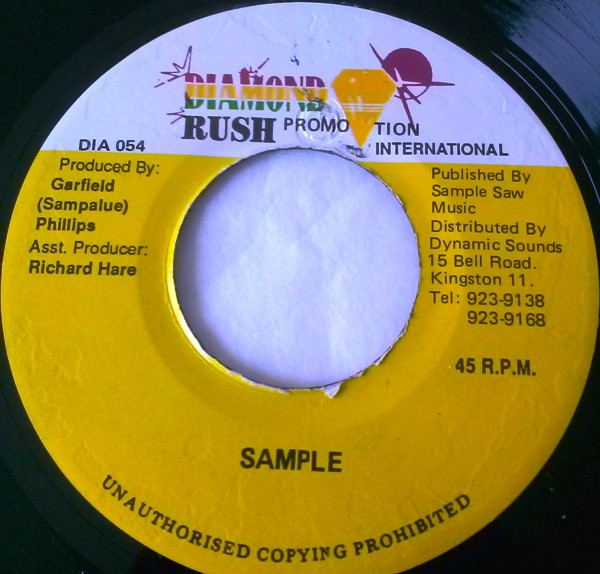 DIAMOND
RUSH PROMOTION
INTERNATIONAL
DIA 054
Produced By:
Garfield
(Sampalue)
Phillips
Asst. Producer:
Richard Hare
Published By
Sample Saw
Music
Distributed By
Dynamic Sounds
15 Bell Road.
Kingston 11.
Tel: 923-9138
923-9168
45 R.P.M.
SAMPLE
UNAUTHORISED COPYING PROHIBITED